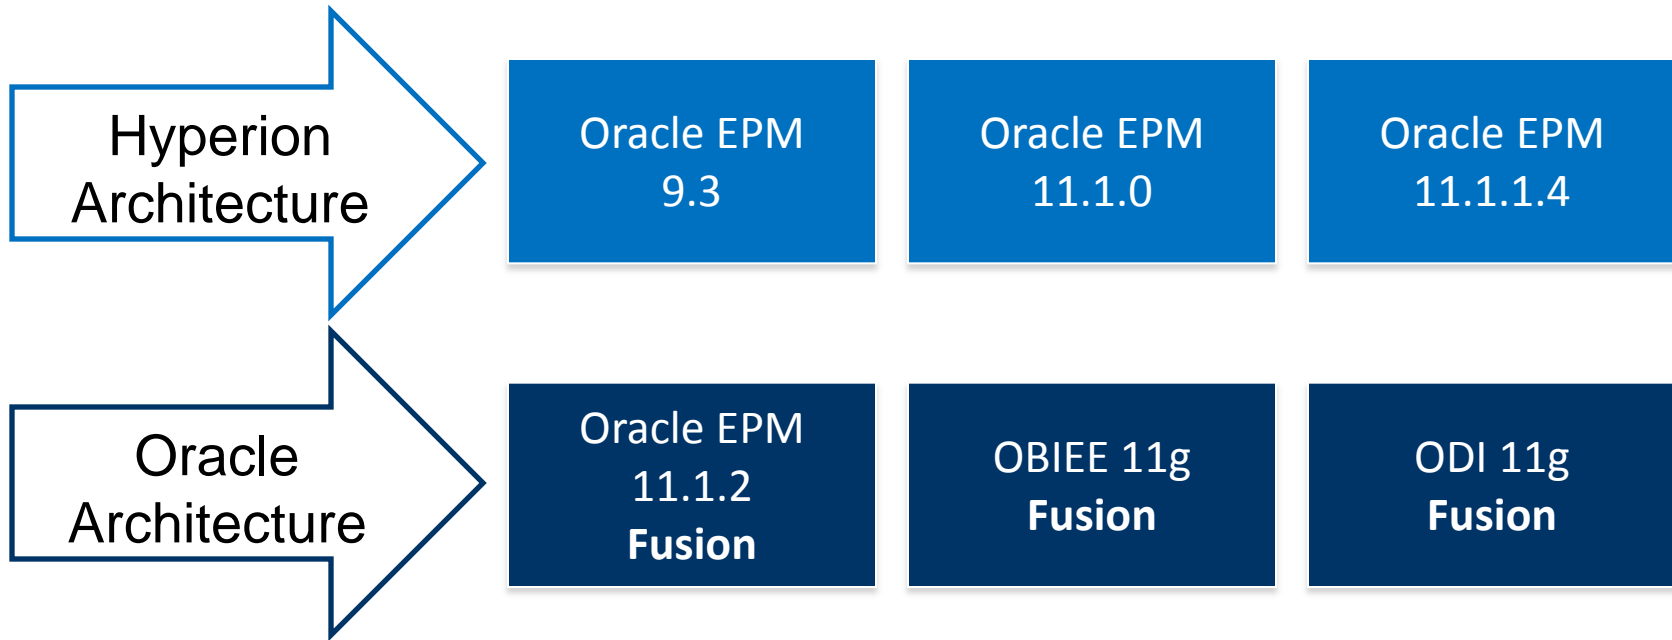 Hyperion
Architecture
Oracle EPM
9.3
Oracle EPM
11.1.0
Oracle EPM
11.1.1.4
Oracle
Architecture
Oracle EPM
11.1.2
Fusion
OBIEE 11g
Fusion
ODI 11g
Fusion